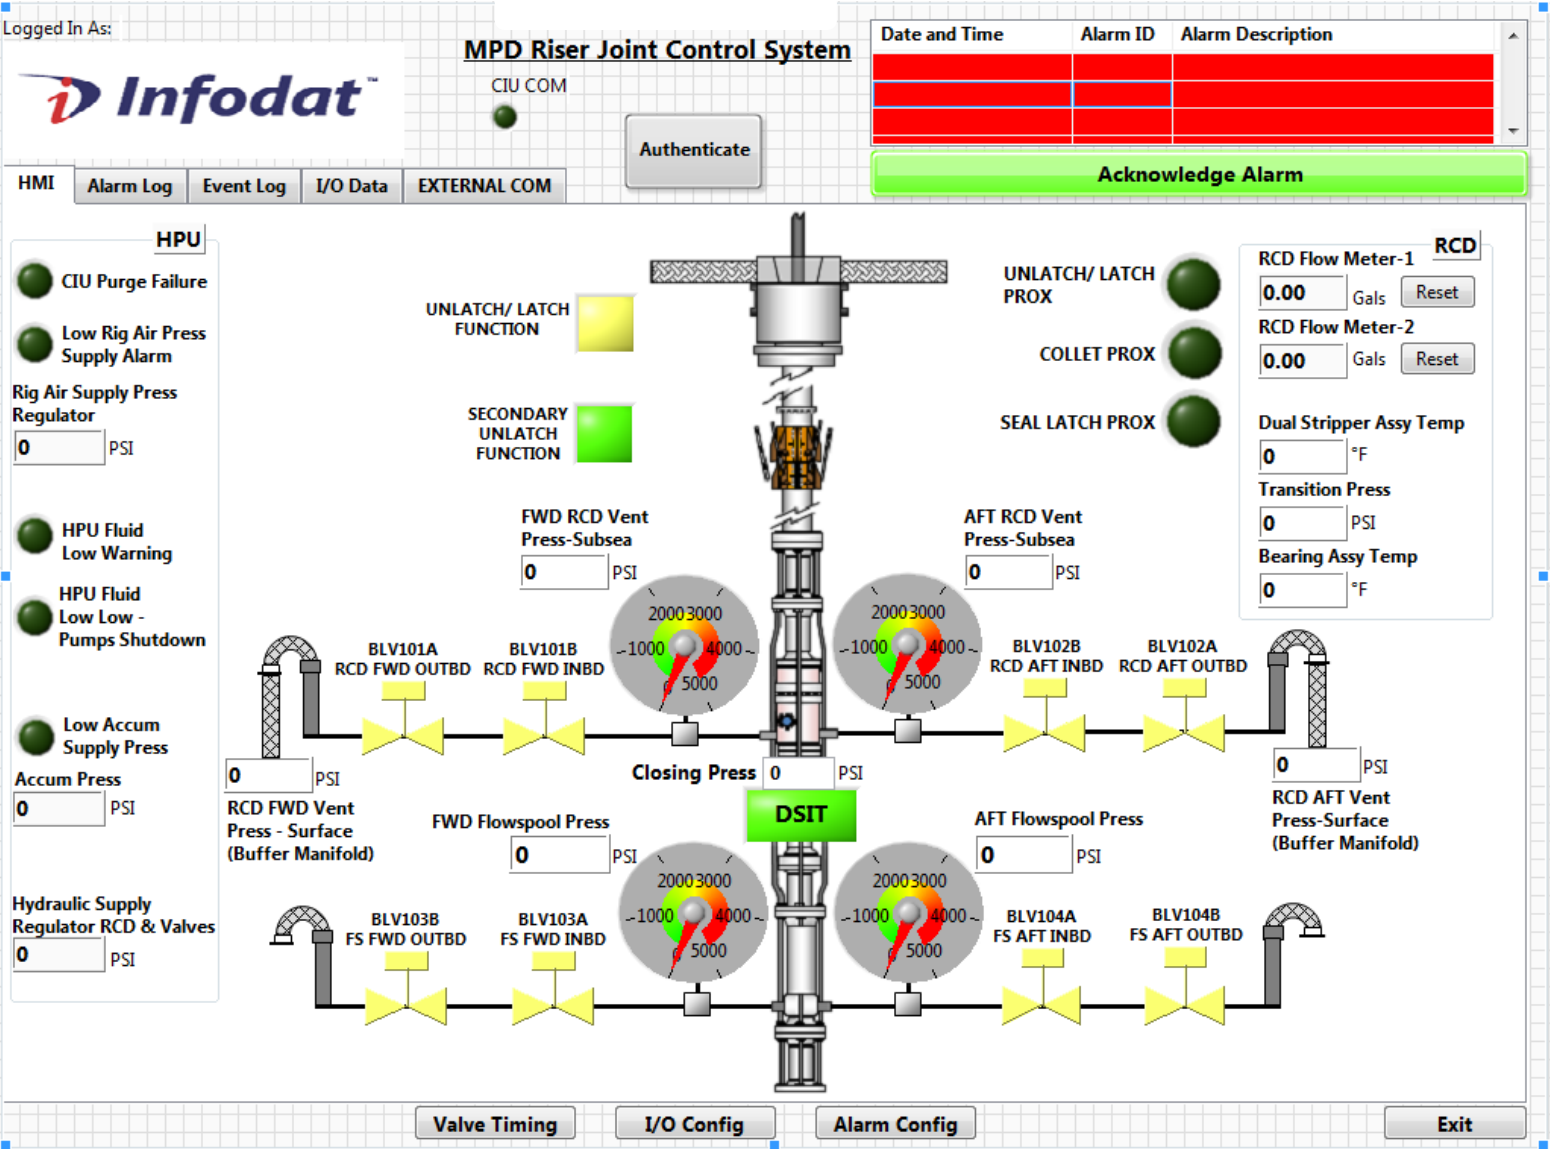 Logged In As:
Infodat™
MPD Riser Joint Control System
CIU COM
Authenticate
Date and Time Alarm ID Alarm Description
Acknowledge Alarm
HMI Alarm Log Event Log I/O Data EXTERNAL COM
HPU
CIU Purge Failure
Low Rig Air Press
Supply Alarm
Rig Air Supply Press
Regulator
0 PSI
HPU Fluid
Low Warning
HPU Fluid
Low Low -
Pumps Shutdown
Low Accum
Supply Press
Accum Press
0 PSI
Hydraulic Supply
Regulator RCD & Valves
0 PSI
UNLATCH/ LATCH
FUNCTION
SECONDARY
UNLATCH
FUNCTION
UNLATCH/ LATCH
PROX
COLLET PROX
SEAL LATCH PROX
RCD
RCD Flow Meter-1
0.00 Gals Reset
RCD Flow Meter-2
0.00 Gals Reset
Dual Stripper Assy Temp
0 °F
Transition Press
0 PSI
Bearing Assy Temp
0 °F
FWD RCD Vent
Press-Subsea
0 PSI
AFT RCD Vent
Press-Subsea
0 PSI
0 1000 2000 3000 4000 5000
0 1000 2000 3000 4000 5000
BLV101A
RCD FWD OUTBD
BLV101B
RCD FWD INBD
BLV102B
RCD AFT INBD
BLV102A
RCD AFT OUTBD
0 PSI
RCD FWD Vent
Press - Surface
(Buffer Manifold)
Closing Press 0 PSI
DSIT
0 PSI
RCD AFT Vent
Press-Surface
(Buffer Manifold)
FWD Flowspool Press
0 PSI
AFT Flowspool Press
0 PSI
0 1000 2000 3000 4000 5000
0 1000 2000 3000 4000 5000
BLV103B
FS FWD OUTBD
BLV103A
FS FWD INBD
BLV104A
FS AFT INBD
BLV104B
FS AFT OUTBD
Valve Timing I/O Config Alarm Config Exit